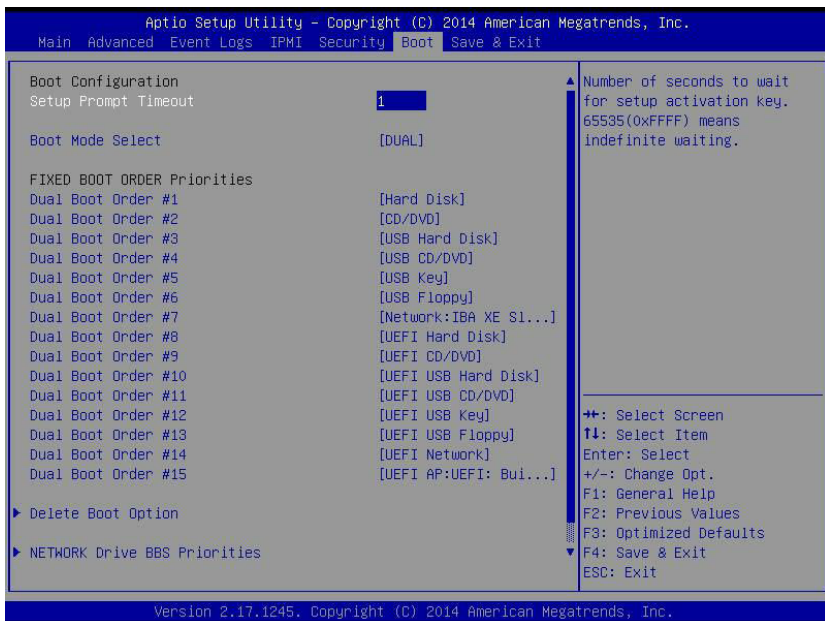 Aptio Setup Utility – Copyright (C) 2014 American Megatrends, Inc.
Main Advanced Event Logs IPMI Security Boot Save & Exit
Boot Configuration
Setup Prompt Timeout 1
Boot Mode Select [DUAL]
FIXED BOOT ORDER Priorities
Dual Boot Order #1 [Hard Disk]
Dual Boot Order #2 [CD/DVD]
Dual Boot Order #3 [USB Hard Disk]
Dual Boot Order #4 [USB CD/DVD]
Dual Boot Order #5 [USB Key]
Dual Boot Order #6 [USB Floppy]
Dual Boot Order #7 [Network:IBA XE Sl...]
Dual Boot Order #8 [UEFI Hard Disk]
Dual Boot Order #9 [UEFI CD/DVD]
Dual Boot Order #10 [UEFI USB Hard Disk]
Dual Boot Order #11 [UEFI USB CD/DVD]
Dual Boot Order #12 [UEFI USB Key]
Dual Boot Order #13 [UEFI USB Floppy]
Dual Boot Order #14 [UEFI Network]
Dual Boot Order #15 [UEFI AP:UEFI: Bui...]
▶ Delete Boot Option
▶ NETWORK Drive BBS Priorities
Number of seconds to wait
for setup activation key.
65535(0xFFFF) means
indefinite waiting.
→←: Select Screen
↑↓: Select Item
Enter: Select
+/-: Change Opt.
F1: General Help
F2: Previous Values
F3: Optimized Defaults
F4: Save & Exit
ESC: Exit
Version 2.17.1245. Copyright (C) 2014 American Megatrends, Inc.